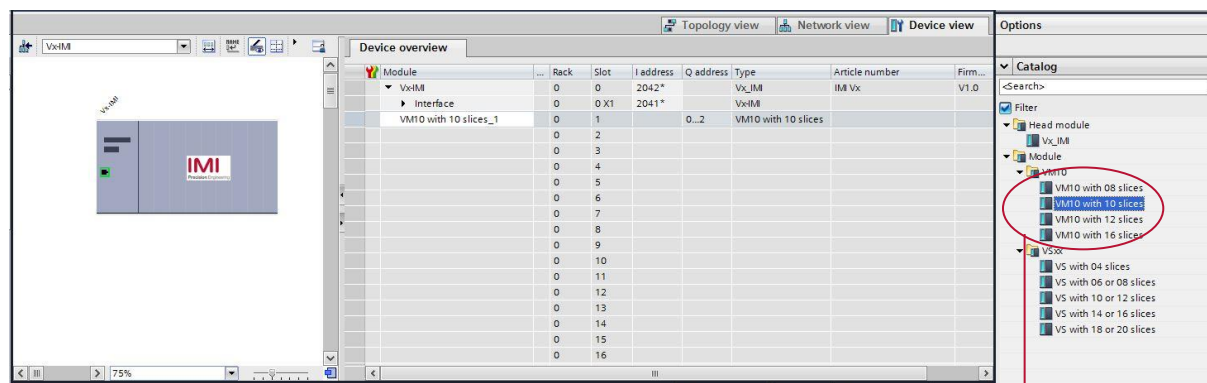 Topology view Network view Device view
Options
Vx-IMI
Device overview
Module ... Rack Slot I address Q address Type Article number Firm...
Vx-IMI 0 0 2042* Vx_IMI IMI Vx V1.0
Interface 0 0 X1 2041* Vx-IMI
VM10 with 10 slices_1 0 1 0...2 VM10 with 10 slices
0 2
0 3
0 4
0 5
0 6
0 7
0 8
0 9
0 10
0 11
0 12
0 13
0 14
0 15
0 16
Vx-IMI
IMI
Precision Engineering
75%
Catalog
<Search>
Filter
Head module
Vx_IMI
Module
VM10
VM10 with 08 slices
VM10 with 10 slices
VM10 with 12 slices
VM10 with 16 slices
VSxx
VS with 04 slices
VS with 06 or 08 slices
VS with 10 or 12 slices
VS with 14 or 16 slices
VS with 18 or 20 slices